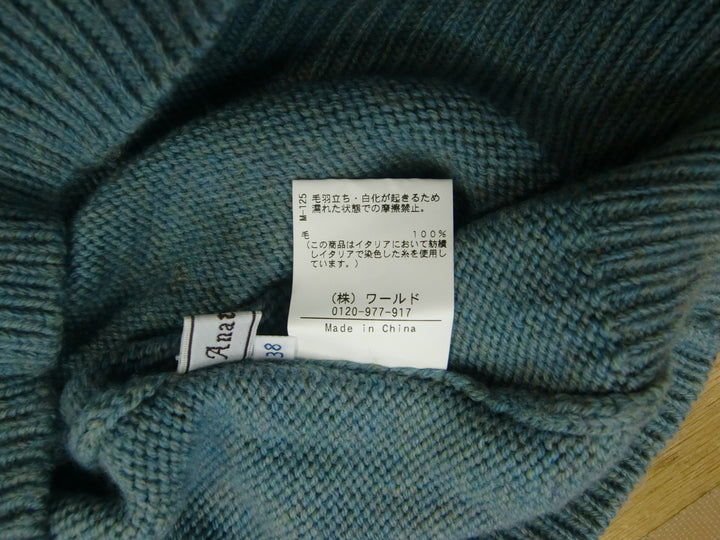 M-125
毛羽立ち・白化が起きるため
濡れた状態での摩擦禁止。
毛 100%
(この商品はイタリアにおいて紡績
しイタリアで染色した糸を使用し
ています。)
(株) ワールド
0120-977-917
Made in China
38